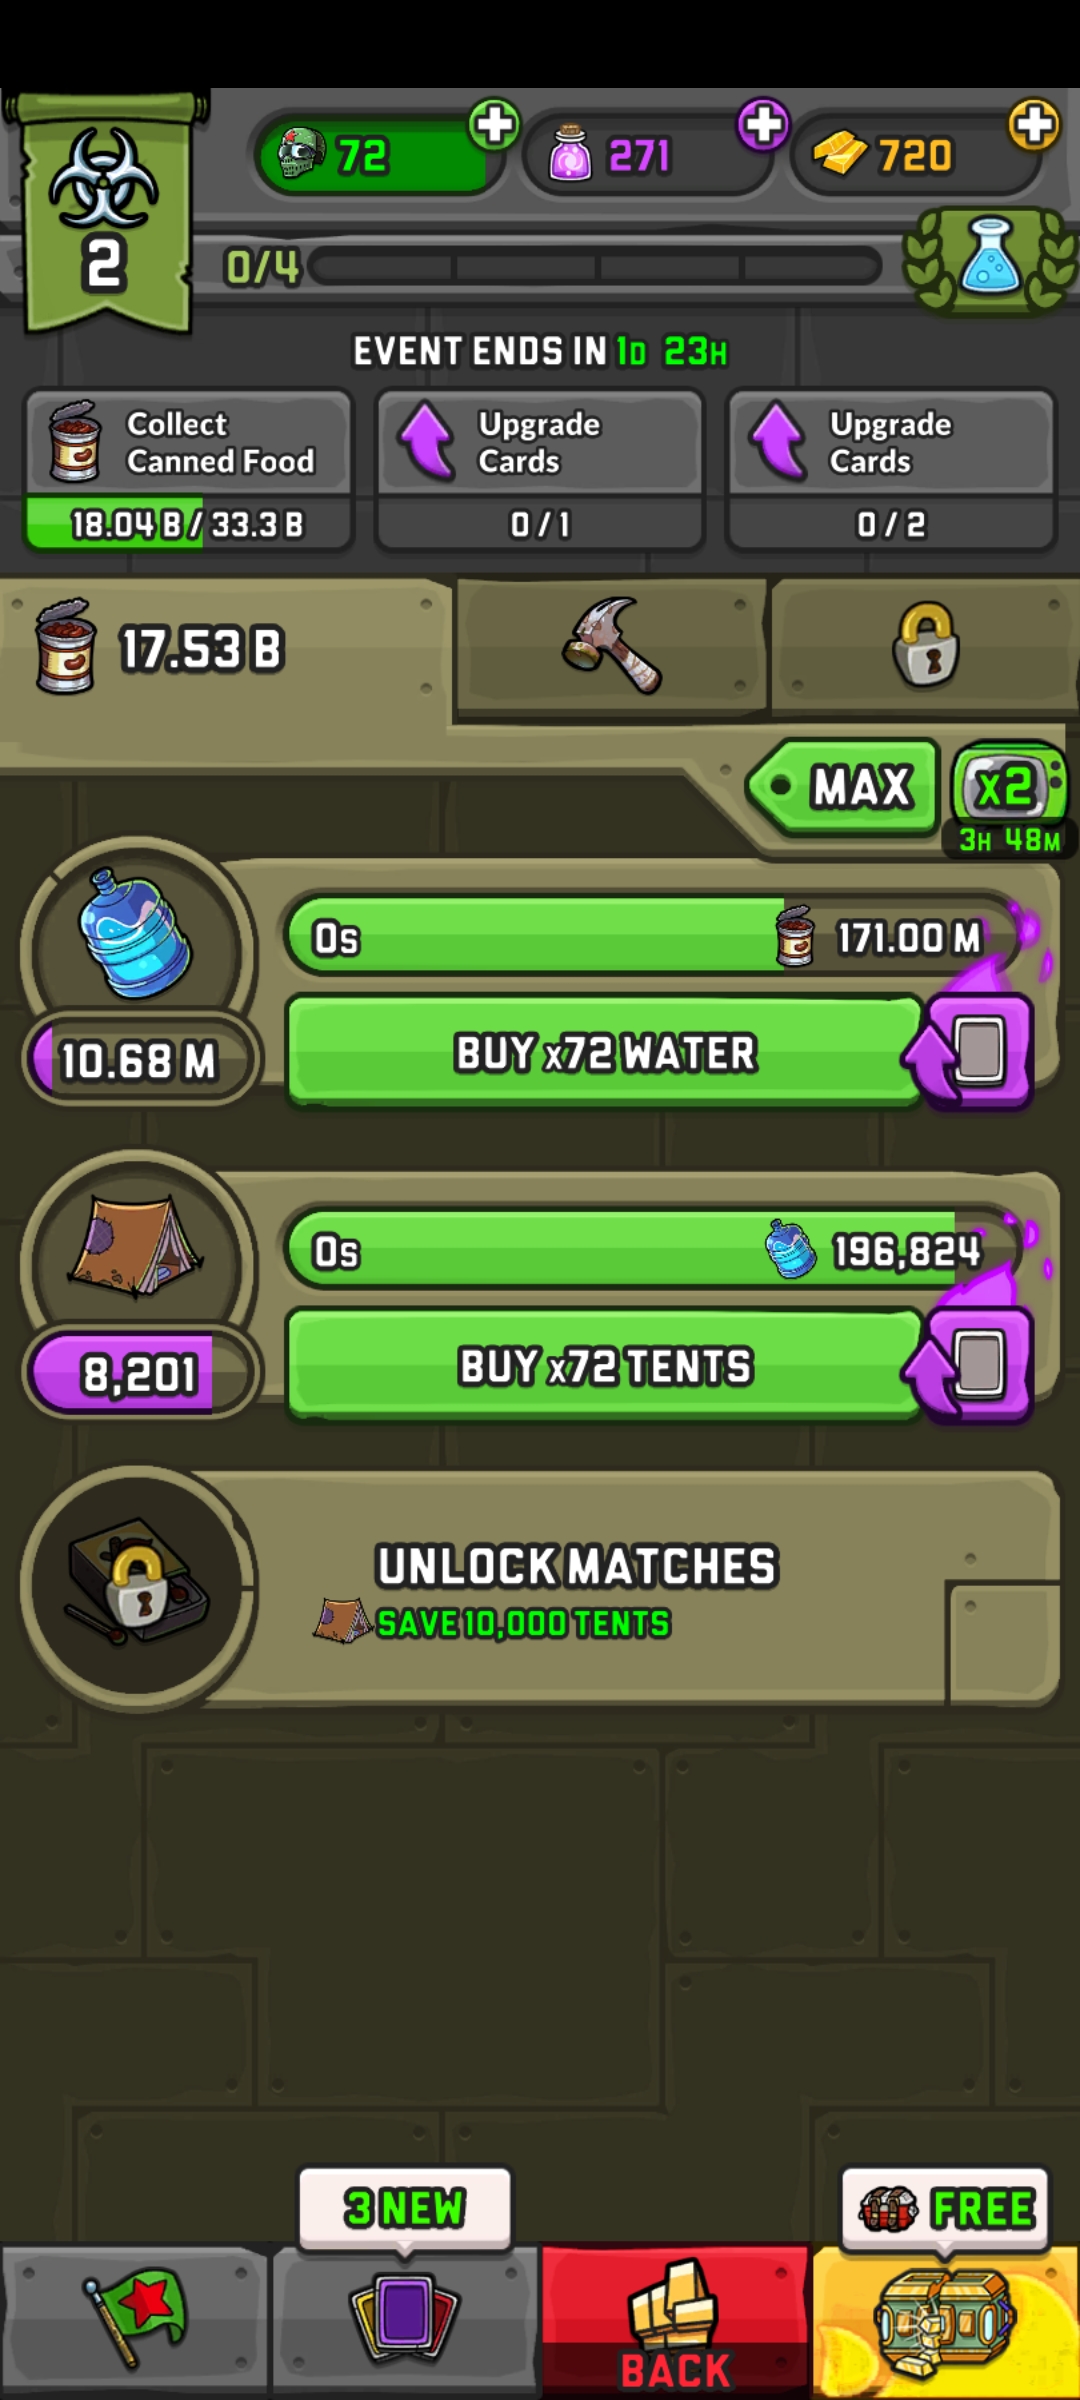 72
271
720
2
0/4
EVENT ENDS IN 1D 23H
Collect
Canned Food
18.04 B / 33.3 B
Upgrade
Cards
0 / 1
Upgrade
Cards
0 / 2
17.53 B
MAX
x2
3H 48M
0s
171.00 M
10.68 M
BUY x72 WATER
0s
196,824
8,201
BUY x72 TENTS
UNLOCK MATCHES
SAVE 10,000 TENTS
3 NEW
FREE
BACK